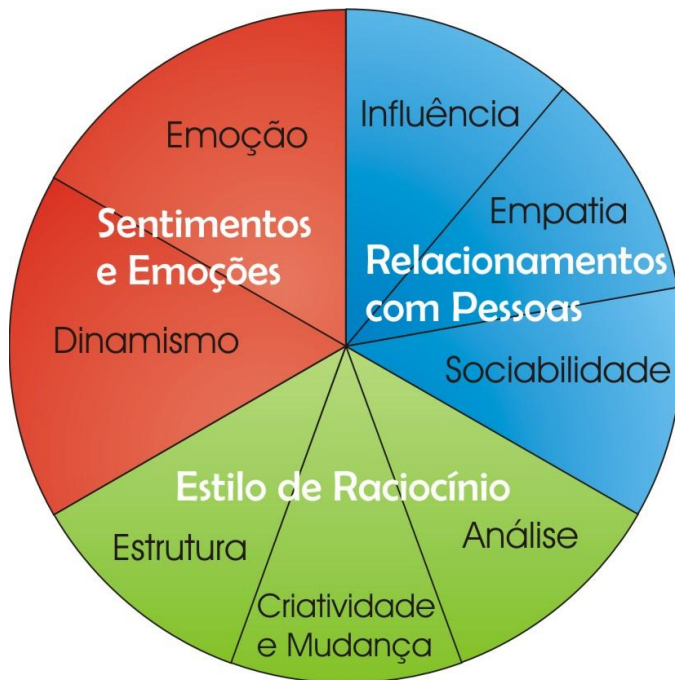 Influência
Emoção
Sentimentos
e Emoções
Empatia
Relacionamentos
com Pessoas
Dinamismo
Sociabilidade
Estilo de Raciocínio
Estrutura
Análise
Criatividade
e Mudança